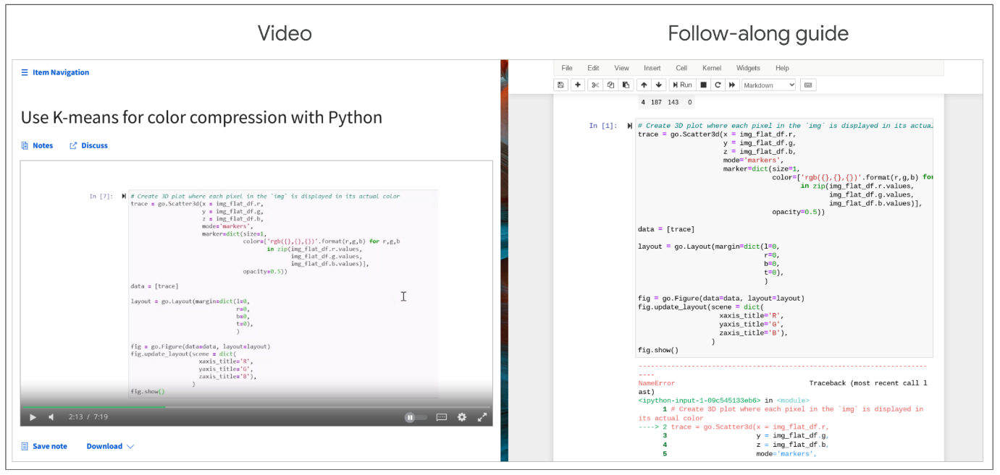 Video
Follow-along guide
Item Navigation
Use K-means for color compression with Python
Notes
Discuss
In [7]:
# Create 3D plot where each pixel in the `img` is displayed in its actual color
trace = go.Scatter3d(x = img_flat_df.r,
y = img_flat_df.g,
z = img_flat_df.b,
mode='markers',
marker=dict(size=1,
color=['rgb({},{},{})'.format(r,g,b) for r,g,b
in zip(img_flat_df.r.values,
img_flat_df.g.values,
img_flat_df.b.values)],
opacity=0.5))
data = [trace]
layout = go.Layout(margin=dict(l=0,
r=0,
b=0,
t=0),
)
fig = go.Figure(data=data, layout=layout)
fig.update_layout(scene = dict(
xaxis_title='R',
yaxis_title='G',
zaxis_title='B'),
)
fig.show()
2:13 / 7:19
Save note
Download
File Edit View Insert Cell Kernel Widgets Help
Run
Markdown
4 187 143 0
In [1]:
# Create 3D plot where each pixel in the `img` is displayed in its actual
trace = go.Scatter3d(x = img_flat_df.r,
y = img_flat_df.g,
z = img_flat_df.b,
mode='markers',
marker=dict(size=1,
color=['rgb({},{},{})'.format(r,g,b) for
in zip(img_flat_df.r.values,
img_flat_df.g.values,
img_flat_df.b.values)],
opacity=0.5))
data = [trace]
layout = go.Layout(margin=dict(l=0,
r=0,
b=0,
t=0),
)
fig = go.Figure(data=data, layout=layout)
fig.update_layout(scene = dict(
xaxis_title='R',
yaxis_title='G',
zaxis_title='B'),
)
fig.show()
---------------------------------------------------------------------------
NameError Traceback (most recent call l
ast)
<ipython-input-1-09c545133eb6> in <module>
1 # Create 3D plot where each pixel in the `img` is displayed in
its actual color
----> 2 trace = go.Scatter3d(x = img_flat_df.r,
3 y = img_flat_df.g,
4 z = img_flat_df.b,
5 mode='markers',